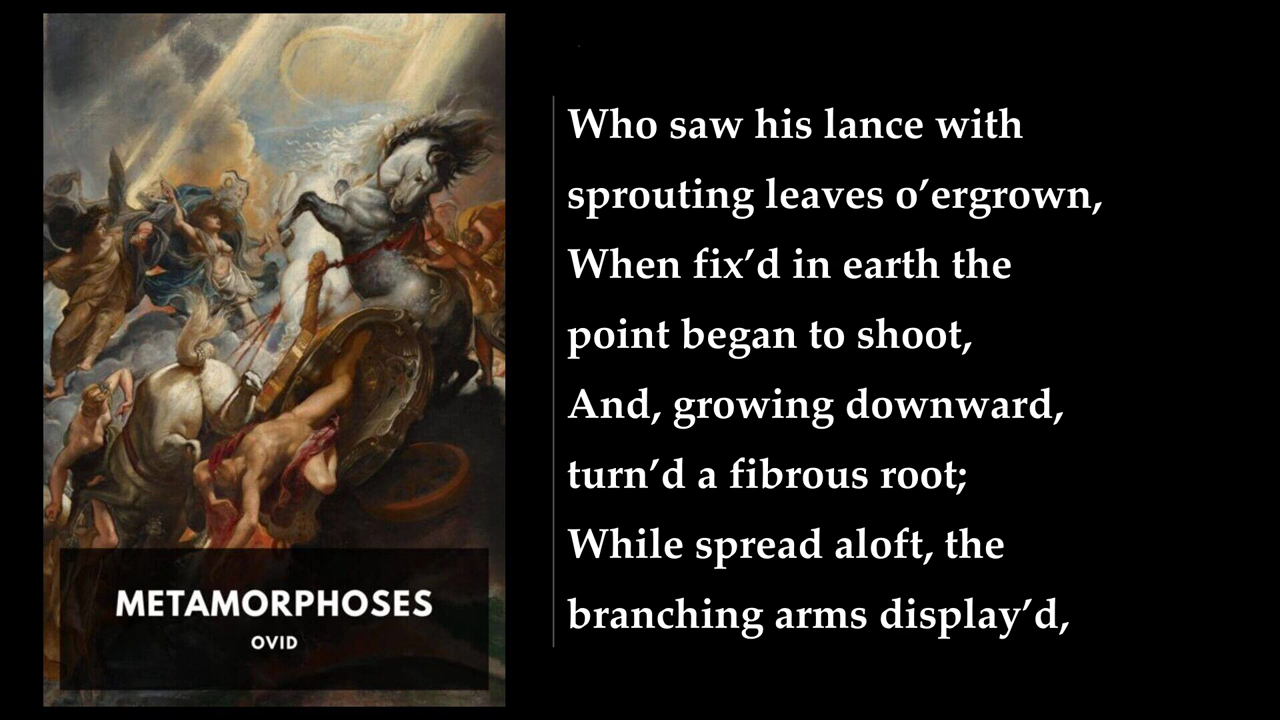 METAMORPHOSES
OVID
Who saw his lance with
sprouting leaves o’ergrown,
When fix’d in earth the
point began to shoot,
And, growing downward,
turn’d a fibrous root;
While spread aloft, the
branching arms display’d,